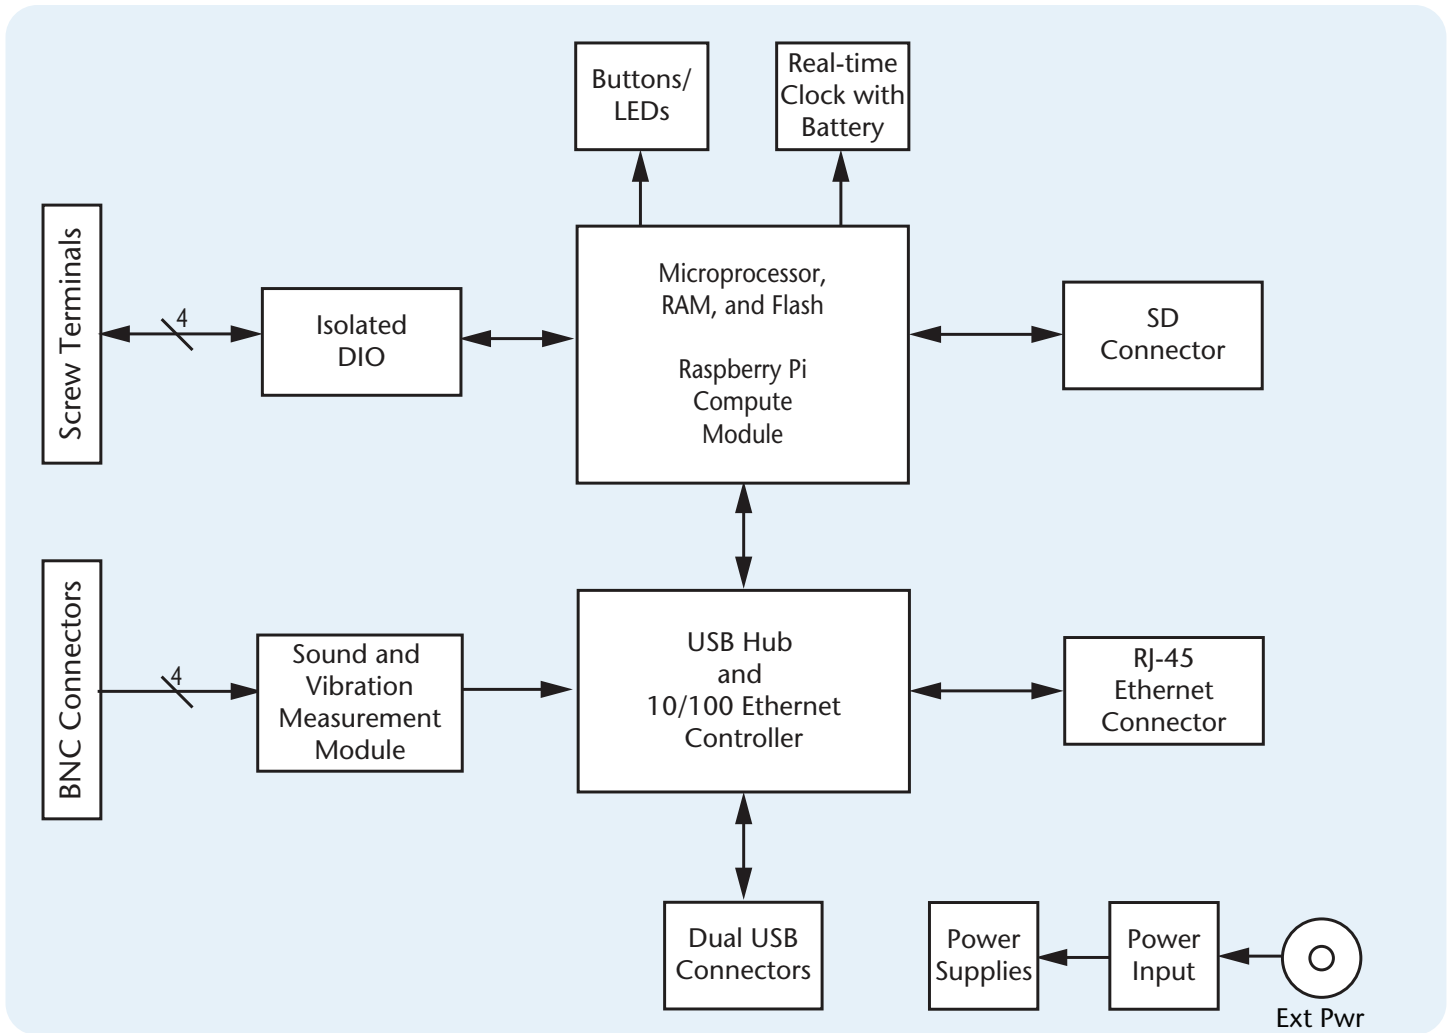 Buttons/
LEDs
Real-time
Clock with
Battery
Screw Terminals
4
Isolated
DIO
Microprocessor,
RAM, and Flash
Raspberry Pi
Compute
Module
SD
Connector
BNC Connectors
4
Sound and
Vibration
Measurement
Module
USB Hub
and
10/100 Ethernet
Controller
RJ-45
Ethernet
Connector
Dual USB
Connectors
Power
Supplies
Power
Input
Ext Pwr